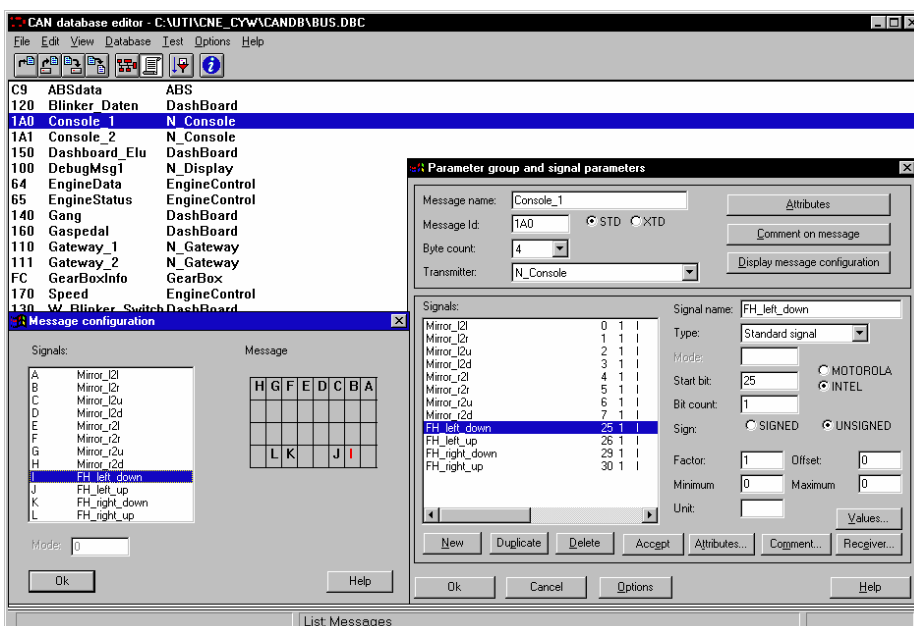 CAN database editor - C:\UTI\CNE_CYW\CANDB\BUS.DBC
File Edit View Database Test Options Help
C9 ABSdata ABS
120 Blinker_Daten DashBoard
1A0 Console_1 N_Console
1A1 Console_2 N_Console
150 Dashboard_Elu DashBoard
100 DebugMsg1 N_Display
64 EngineData EngineControl
65 EngineStatus EngineControl
140 Gang DashBoard
160 Gaspedal DashBoard
110 Gateway_1 N_Gateway
111 Gateway_2 N_Gateway
FC GearBoxInfo GearBox
170 Speed EngineControl
130 W_Blinker_Switch DashBoard
Message configuration
Signals: Message
A Mirror_l2l
B Mirror_l2r
C Mirror_l2u
D Mirror_l2d
E Mirror_r2l
F Mirror_r2r
G Mirror_r2u
H Mirror_r2d
I FH_left_down
J FH_left_up
K FH_right_down
L FH_right_up
H G F E D C B A
L K J I
Mode: 0
Ok Help
Parameter group and signal parameters
Message name: Console_1 Attributes
Message Id: 1A0 STD XTD Comment on message
Byte count: 4 Display message configuration
Transmitter: N_Console
Signals:
Mirror_l2l 0 1 I
Mirror_l2r 1 1 I
Mirror_l2u 2 1 I
Mirror_l2d 3 1 I
Mirror_r2l 4 1 I
Mirror_r2r 5 1 I
Mirror_r2u 6 1 I
Mirror_r2d 7 1 I
FH_left_down 25 1 I
FH_left_up 26 1 I
FH_right_down 29 1 I
FH_right_up 30 1 I
Signal name: FH_left_down
Type: Standard signal
Mode:
MOTOROLA
Start bit: 25 INTEL
Bit count: 1
Sign: SIGNED UNSIGNED
Factor: 1 Offset: 0
Minimum 0 Maximum 0
Unit: Values...
New Duplicate Delete Accept Attributes... Comment... Receiver...
Ok Cancel Options Help
List Messages